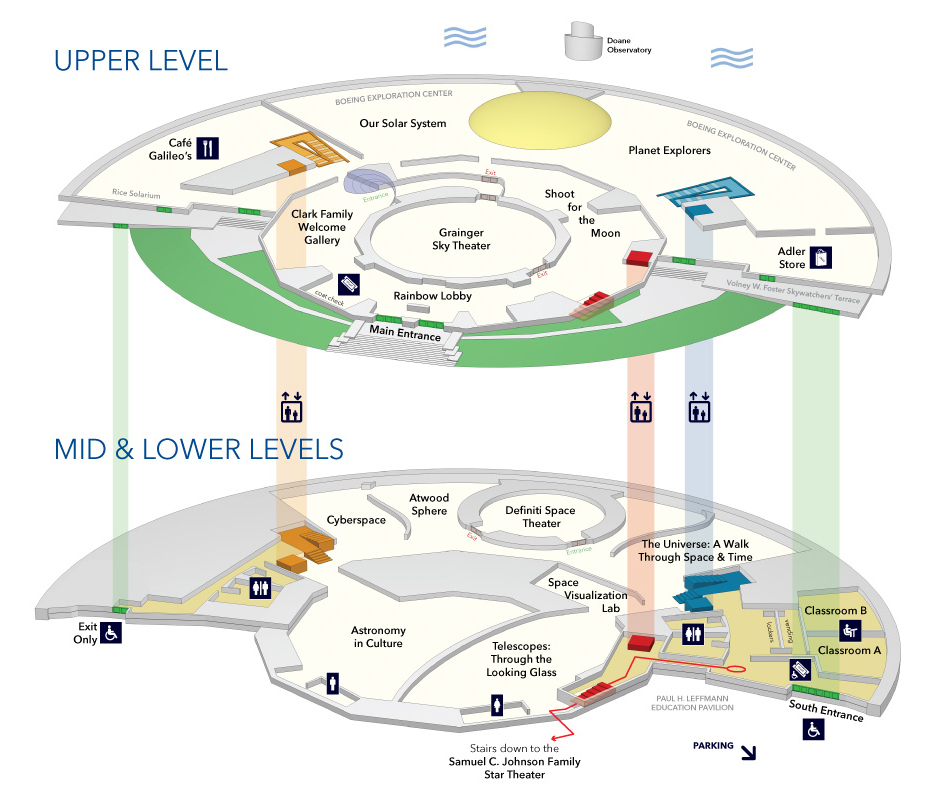 Doane
Observatory
UPPER LEVEL
BOEING EXPLORATION CENTER
Our Solar System
BOEING EXPLORATION CENTER
Planet Explorers
Café
Galileo's
Rice Solarium
Entrance
Exit
Shoot
for
the
Moon
Clark Family
Welcome
Gallery
Grainger
Sky Theater
Exit
Adler
Store
Volney W. Foster Skywatchers' Terrace
coat check
Rainbow Lobby
Main Entrance
MID & LOWER LEVELS
Atwood
Sphere
Cyberspace
Definiti Space
Theater
Exit
Entrance
The Universe: A Walk
Through Space & Time
Space
Visualization
Lab
Classroom B
lockers
vending
Classroom A
Exit
Only
Astronomy
in Culture
Telescopes:
Through the
Looking Glass
PAUL H. LEFFMANN
EDUCATION PAVILION
South Entrance
Stairs down to the
Samuel C. Johnson Family
Star Theater
PARKING